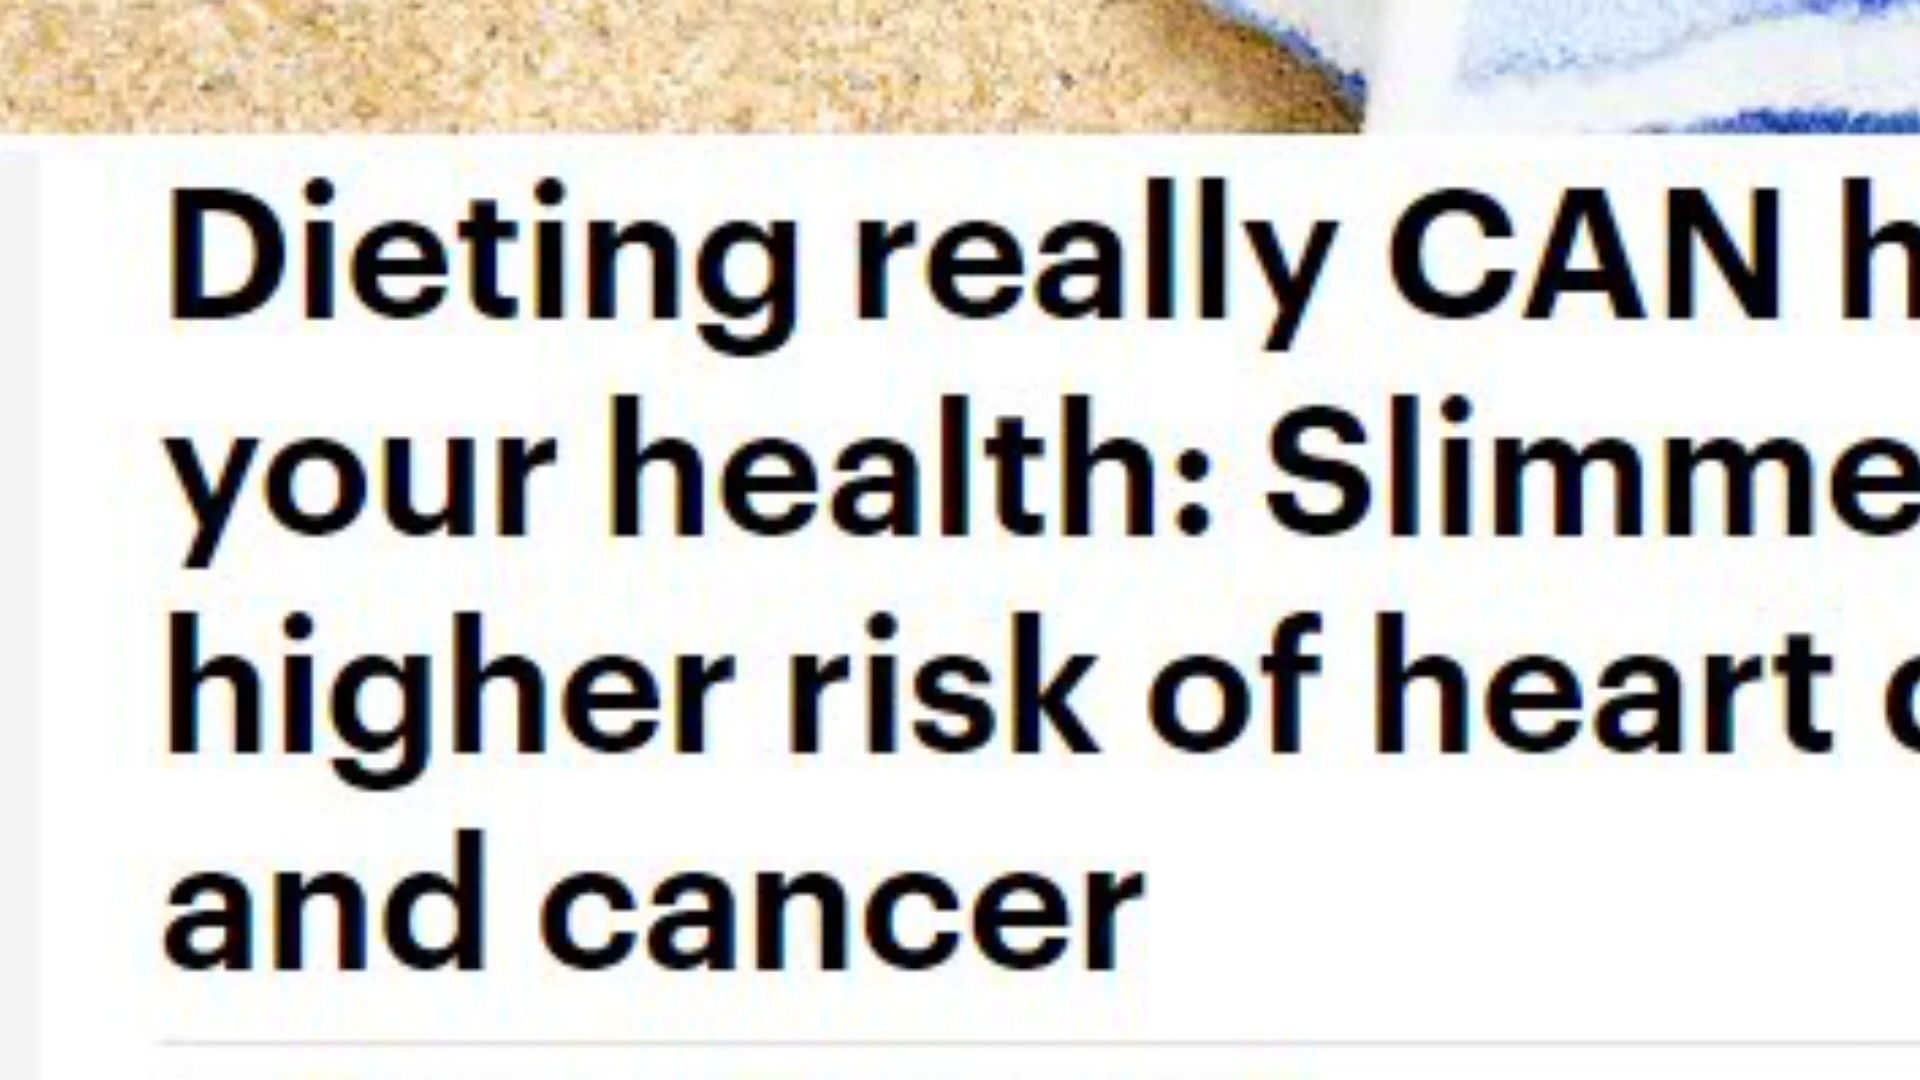 Dieting really CAN h
your health: Slimme
higher risk of heart
and cancer